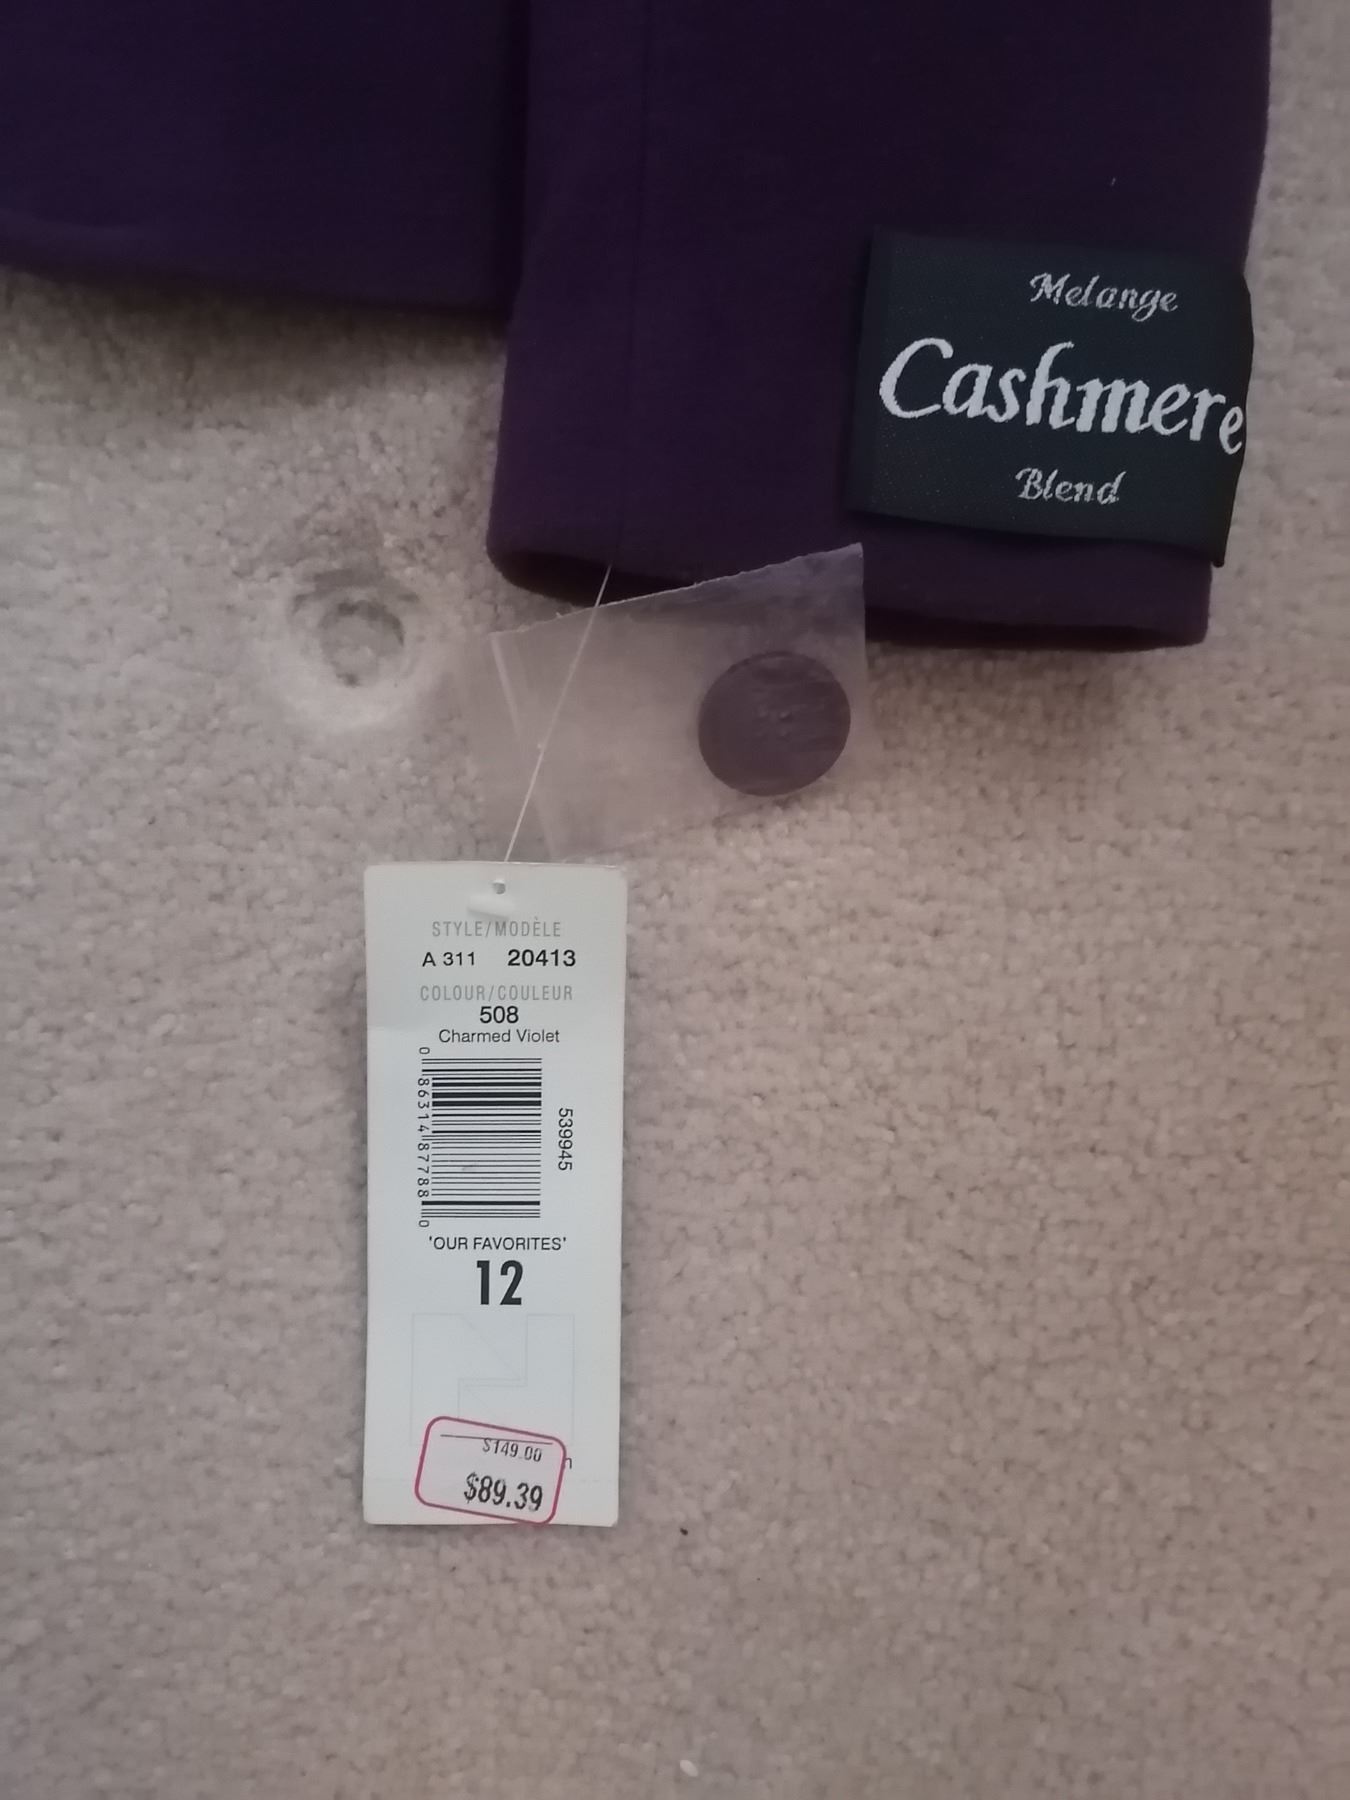 Melange
Cashmere
Blend
STYLE/MODÈLE
A 311 20413
COLOUR/COULEUR
508
Charmed Violet
0 86314 87788 0
539945
'OUR FAVORITES'
12
$149.00
$89.39